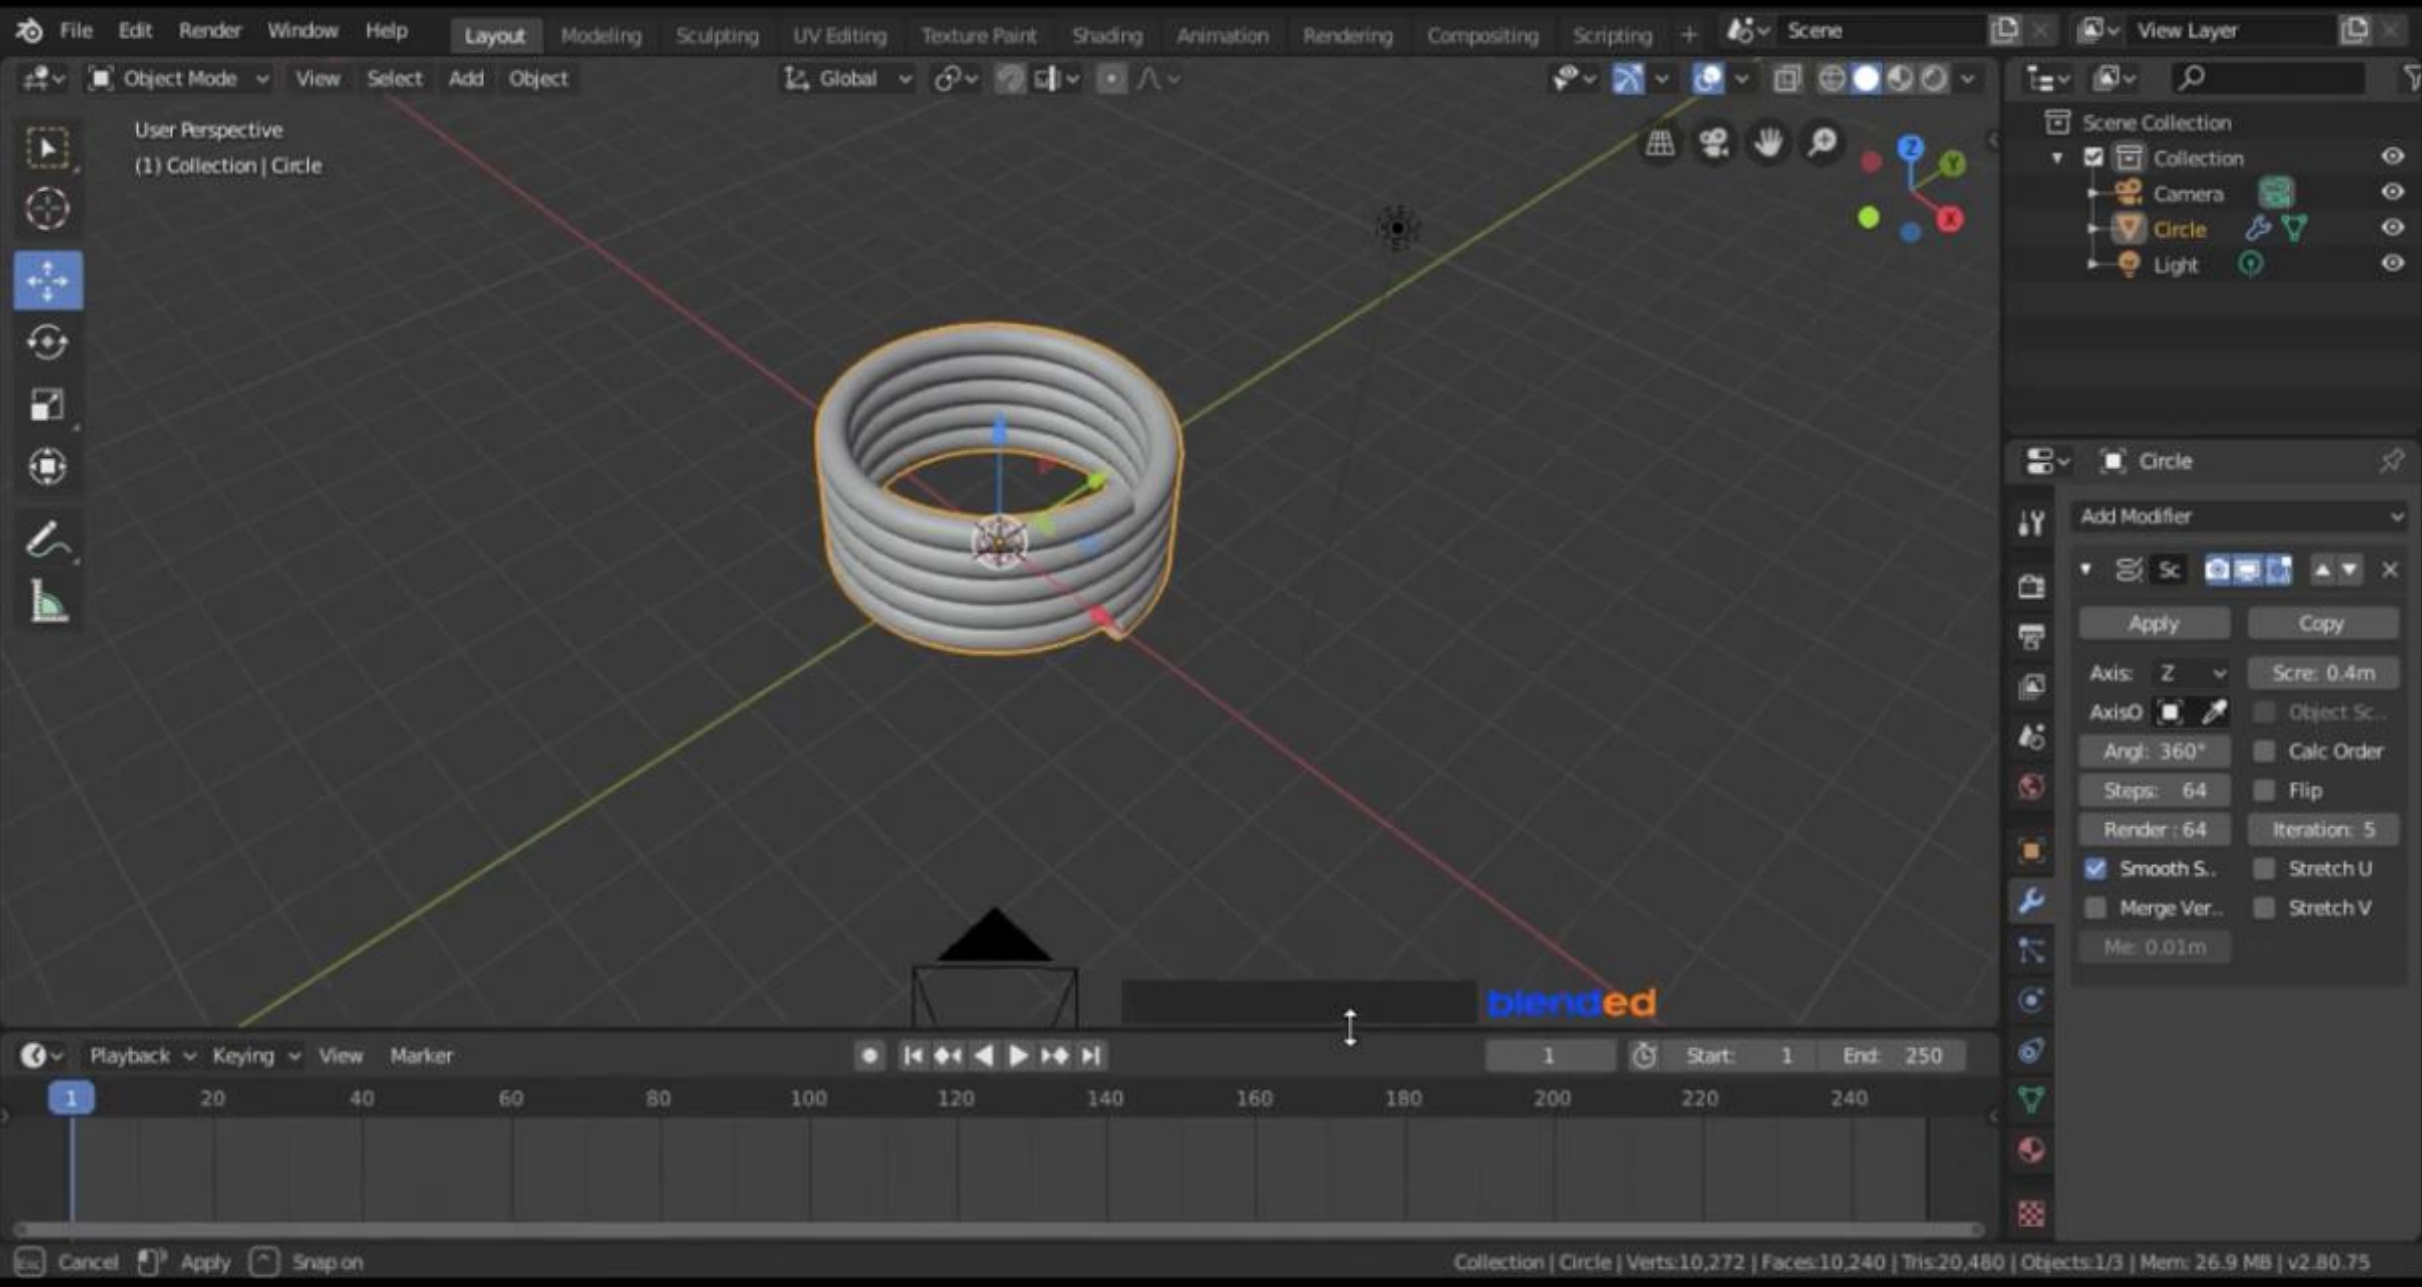 File Edit Render Window Help Layout Modeling Sculpting UV Editing Texture Paint Shading Animation Rendering Compositing Scripting + Scene View Layer
Object Mode View Select Add Object Global
User Perspective
(1) Collection | Circle
Z
Y
X
Scene Collection
Collection
Camera
Circle
Light
Circle
Add Modifier
Sc
Apply Copy
Axis: Z Scre: 0.4m
AxisO Object Sc..
Angl: 360° Calc Order
Steps: 64 Flip
Render : 64 Iteration: 5
Smooth S.. Stretch U
Merge Ver.. Stretch V
Me: 0.01m
blended
Playback Keying View Marker 1 Start: 1 End: 250
1 20 40 60 80 100 120 140 160 180 200 220 240
Esc Cancel Apply Snap on Collection | Circle | Verts:10,272 | Faces:10,240 | Tris:20,480 | Objects:1/3 | Mem: 26.9 MB | v2.80.75